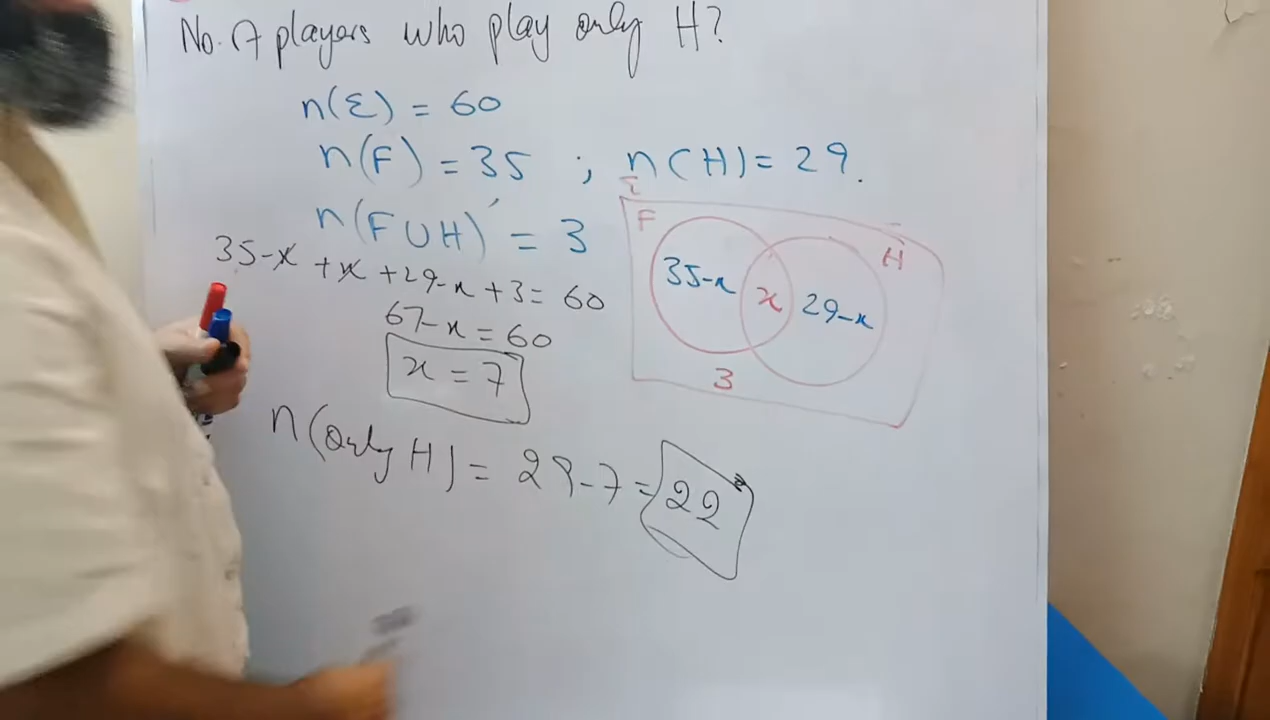 No. of players who play only H?
n(Ɛ) = 60
n(F) = 35 ; n(H) = 29.
n(F∪H)′ = 3
35-x + x + 29-x + 3 = 60
67-x = 60
x = 7
F
H
35-x
x
29-x
3
n(only H) = 29-7 = 22